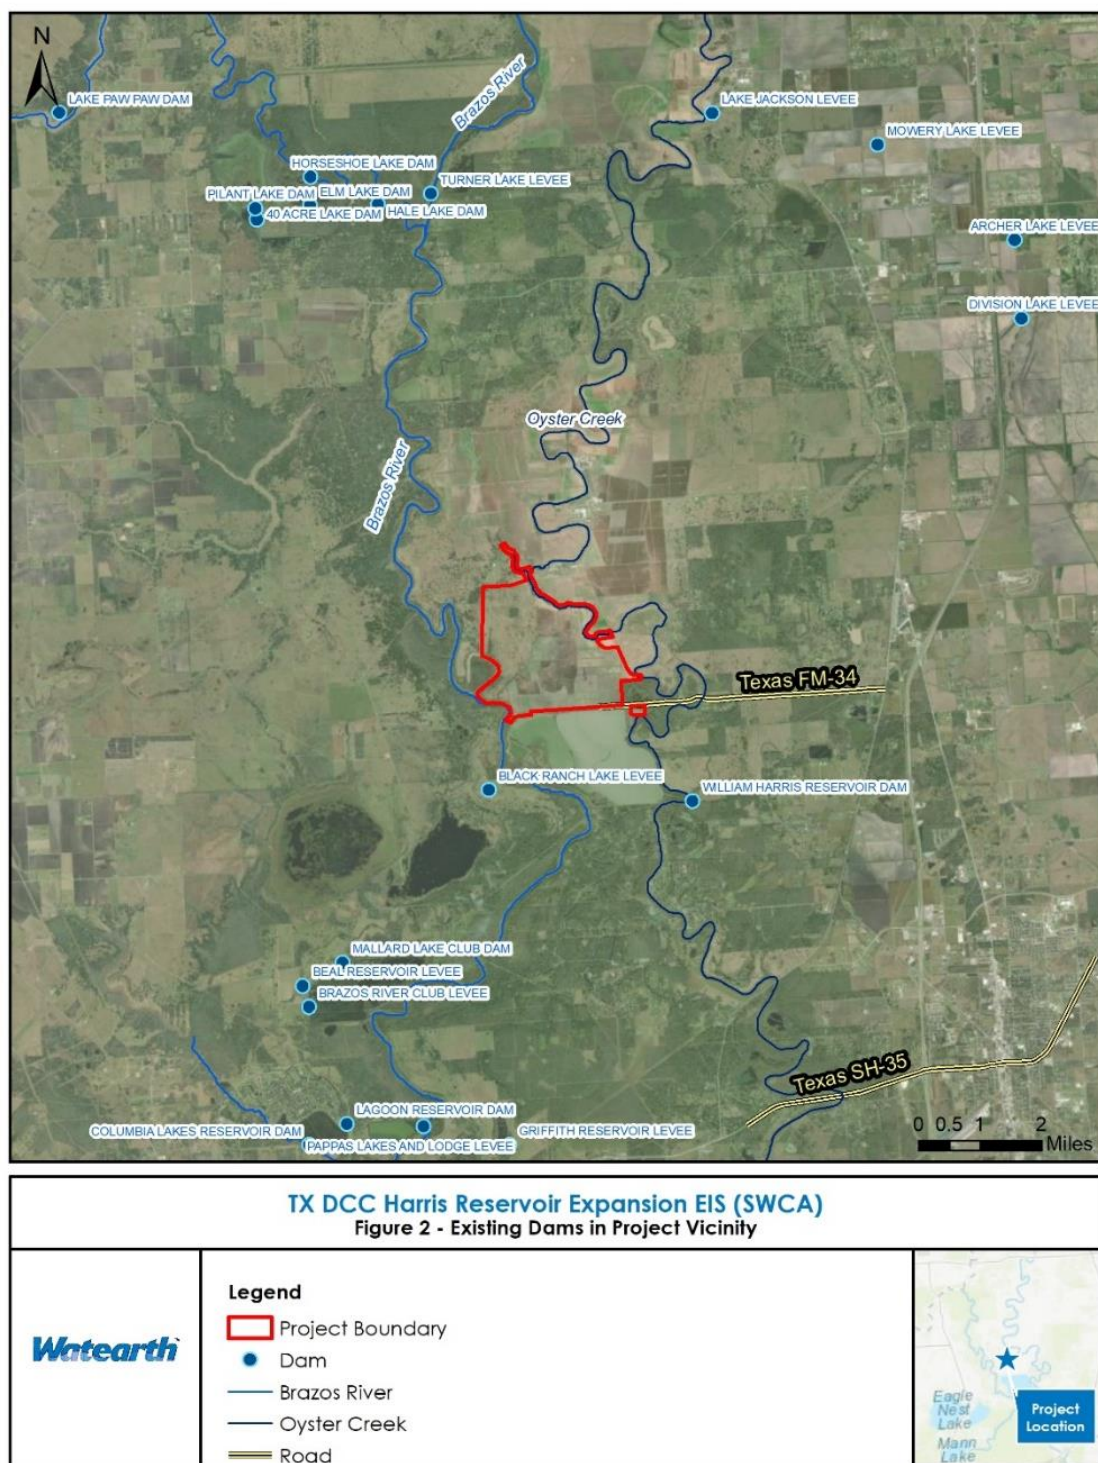 N
LAKE PAW PAW DAM
Brazos River
LAKE JACKSON LEVEE
MOWERY LAKE LEVEE
HORSESHOE LAKE DAM
TURNER LAKE LEVEE
PILANT LAKE DAM
ELM LAKE DAM
40 ACRE LAKE DAM
HALE LAKE DAM
ARCHER LAKE LEVEE
DIVISION LAKE LEVEE
Oyster Creek
Brazos River
Texas FM-34
BLACK RANCH LAKE LEVEE
WILLIAM HARRIS RESERVOIR DAM
MALLARD LAKE CLUB DAM
BEAL RESERVOIR LEVEE
BRAZOS RIVER CLUB LEVEE
Texas SH-35
LAGOON RESERVOIR DAM
COLUMBIA LAKES RESERVOIR DAM
GRIFFITH RESERVOIR LEVEE
PAPPAS LAKES AND LODGE LEVEE
0 0.5 1 2
Miles
TX DCC Harris Reservoir Expansion EIS (SWCA)
Figure 2 - Existing Dams in Project Vicinity
Watearth
Legend
Project Boundary
Dam
Brazos River
Oyster Creek
Road
Eagle
Nest
Lake
Mann
Lake
Project
Location